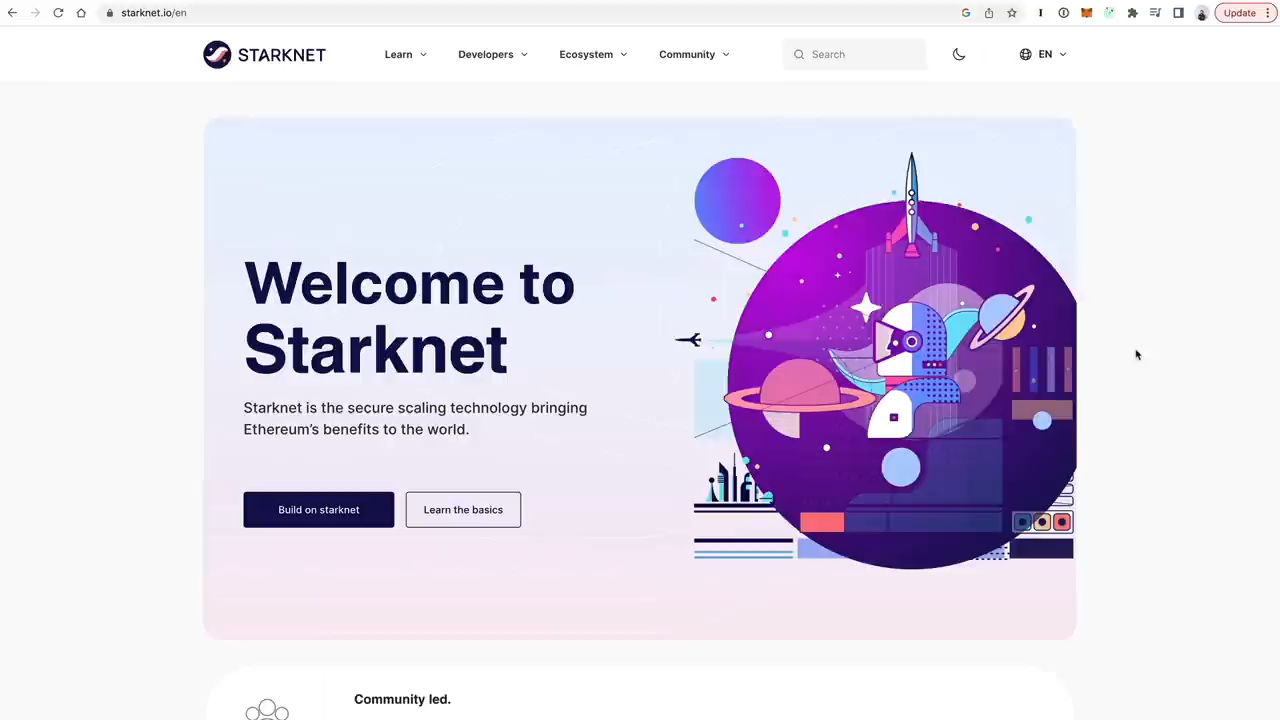 starknet.io/en
Update
STARKNET
Learn
Developers
Ecosystem
Community
Search
EN
Welcome to
Starknet
Starknet is the secure scaling technology bringing
Ethereum’s benefits to the world.
Build on starknet
Learn the basics
Community led.